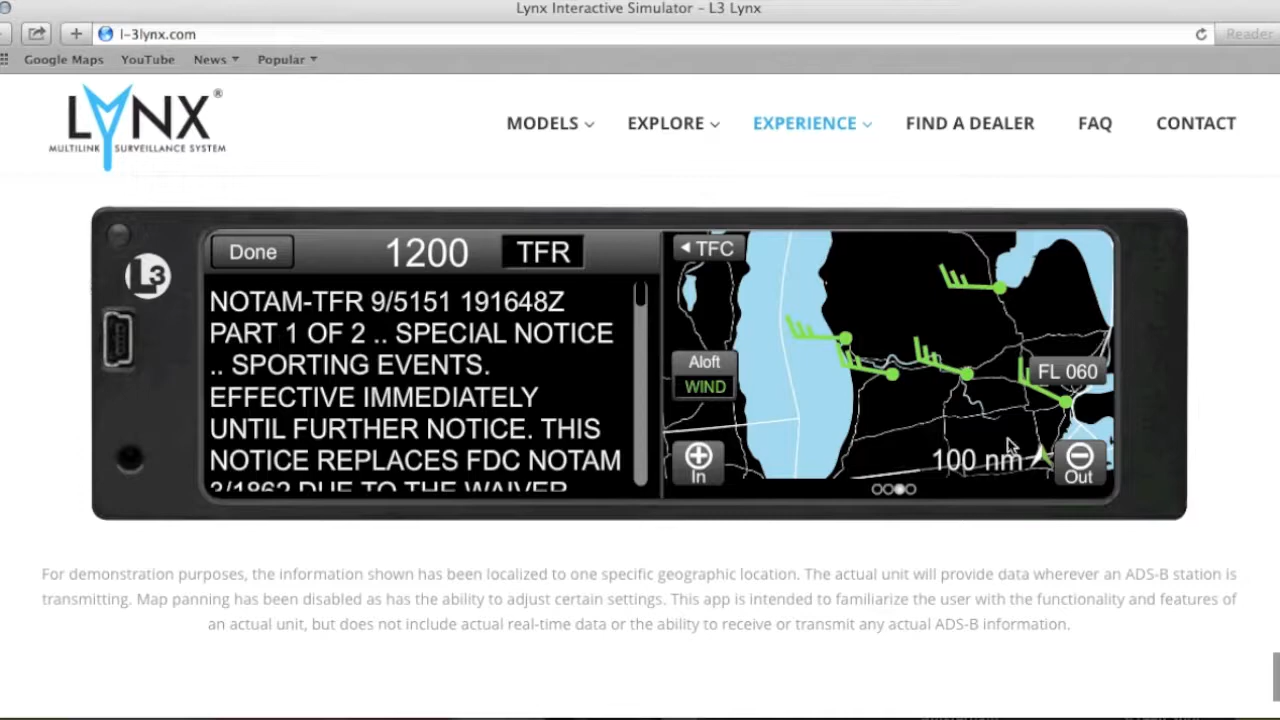 Lynx Interactive Simulator - L3 Lynx
l-3lynx.com
Reader
Google Maps YouTube News Popular
LYNX ®
MULTILINK SURVEILLANCE SYSTEM
MODELS EXPLORE EXPERIENCE FIND A DEALER FAQ CONTACT
L3
Done 1200 TFR
NOTAM-TFR 9/5151 191648Z
PART 1 OF 2 .. SPECIAL NOTICE
.. SPORTING EVENTS.
EFFECTIVE IMMEDIATELY
UNTIL FURTHER NOTICE. THIS
NOTICE REPLACES FDC NOTAM
3/1862 DUE TO THE WAIVER
TFC
Aloft
WIND
FL 060
100 nm
In
Out
For demonstration purposes, the information shown has been localized to one specific geographic location. The actual unit will provide data wherever an ADS-B station is
transmitting. Map panning has been disabled as has the ability to adjust certain settings. This app is intended to familiarize the user with the functionality and features of
an actual unit, but does not include actual real-time data or the ability to receive or transmit any actual ADS-B information.